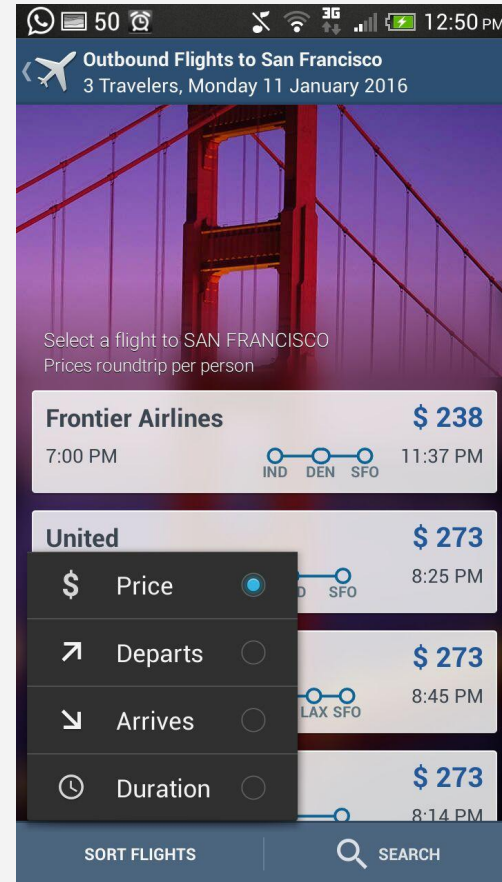 50 3G 12:50 PM
Outbound Flights to San Francisco
3 Travelers, Monday 11 January 2016
Select a flight to SAN FRANCISCO
Prices roundtrip per person
Frontier Airlines $ 238
7:00 PM IND DEN SFO 11:37 PM
United $ 273
SFO 8:25 PM
$ 273
LAX SFO 8:45 PM
$ 273
8:14 PM
$ Price
Departs
Arrives
Duration
SORT FLIGHTS SEARCH